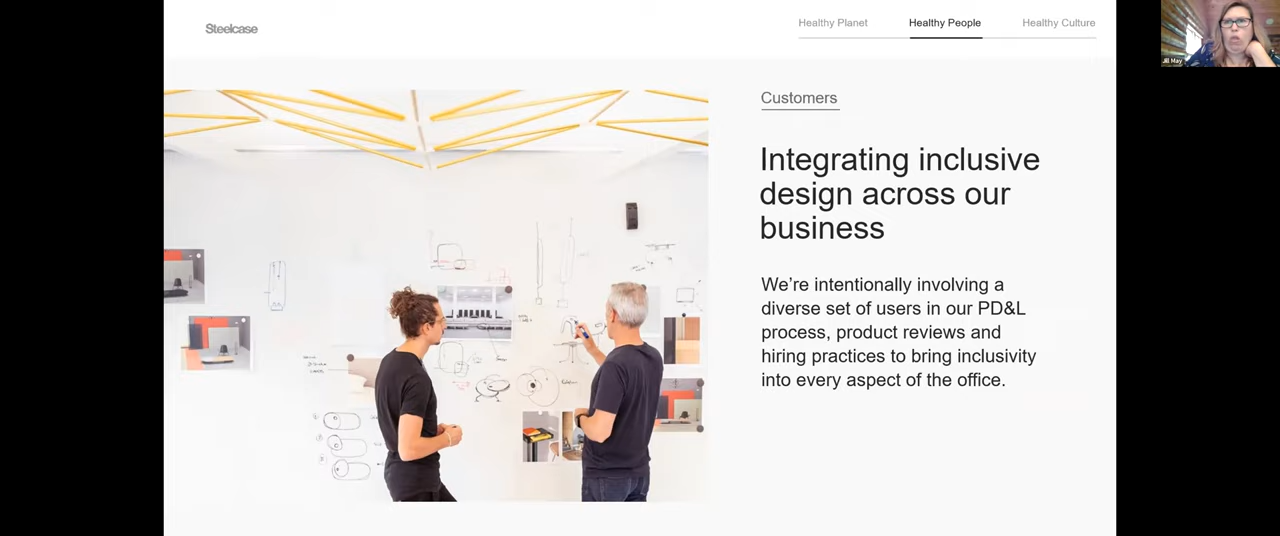 Steelcase
Healthy Planet
Healthy People
Healthy Culture
Jill May
Customers
Integrating inclusive
design across our
business
We're intentionally involving a
diverse set of users in our PD&L
process, product reviews and
hiring practices to bring inclusivity
into every aspect of the office.